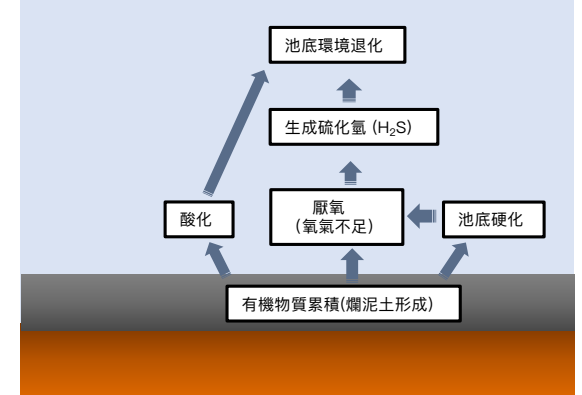 池底環境退化
生成硫化氫 (H₂S)
酸化
厭氧
(氧氣不足)
池底硬化
有機物質累積(爛泥土形成)